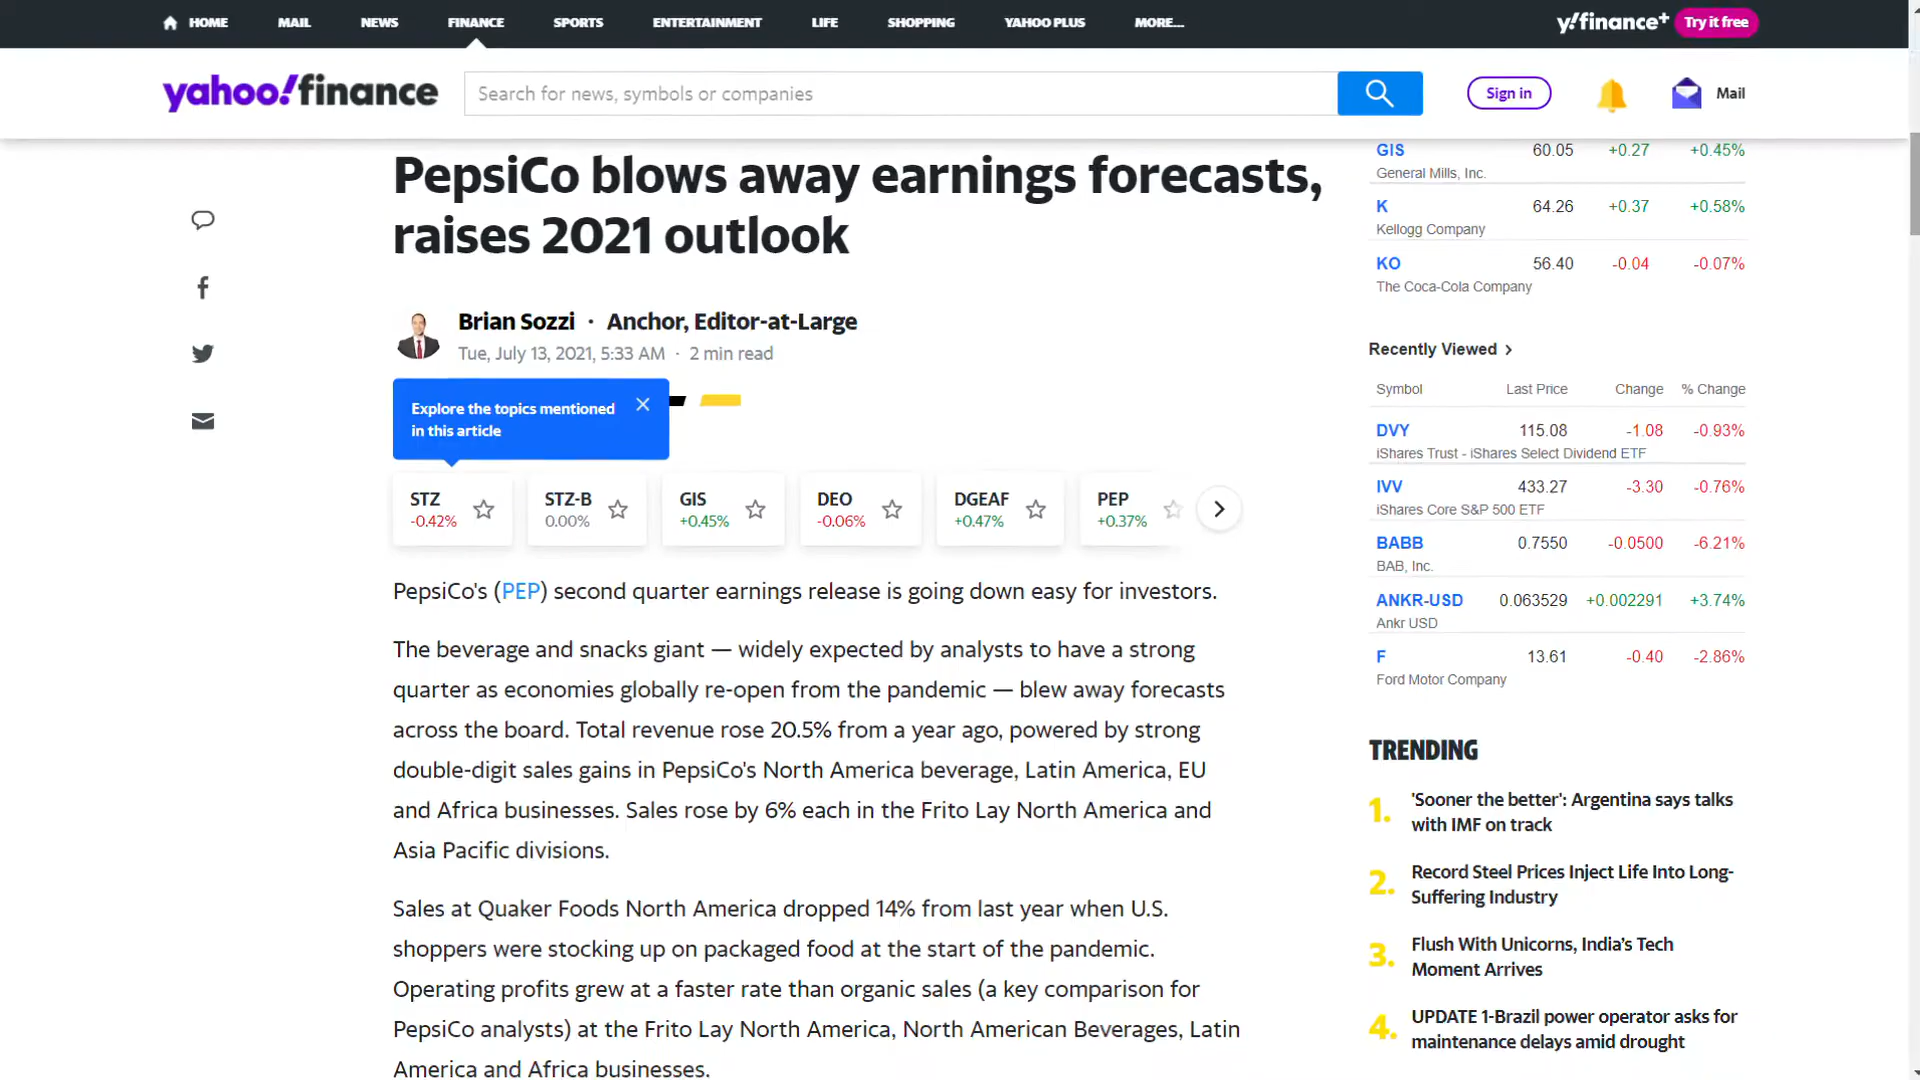 HOME MAIL NEWS FINANCE SPORTS ENTERTAINMENT LIFE SHOPPING YAHOO PLUS MORE... y!finance+ Try it free
yahoo!finance Search for news, symbols or companies Sign in Mail
PepsiCo blows away earnings forecasts,
raises 2021 outlook
Brian Sozzi · Anchor, Editor-at-Large
Tue, July 13, 2021, 5:33 AM · 2 min read
Explore the topics mentioned
in this article
STZ STZ-B GIS DEO DGEAF PEP
-0.42% 0.00% +0.45% -0.06% +0.47% +0.37%
PepsiCo's (PEP) second quarter earnings release is going down easy for investors.
The beverage and snacks giant — widely expected by analysts to have a strong
quarter as economies globally re-open from the pandemic — blew away forecasts
across the board. Total revenue rose 20.5% from a year ago, powered by strong
double-digit sales gains in PepsiCo's North America beverage, Latin America, EU
and Africa businesses. Sales rose by 6% each in the Frito Lay North America and
Asia Pacific divisions.
Sales at Quaker Foods North America dropped 14% from last year when U.S.
shoppers were stocking up on packaged food at the start of the pandemic.
Operating profits grew at a faster rate than organic sales (a key comparison for
PepsiCo analysts) at the Frito Lay North America, North American Beverages, Latin
America and Africa businesses.
GIS 60.05 +0.27 +0.45%
General Mills, Inc.
K 64.26 +0.37 +0.58%
Kellogg Company
KO 56.40 -0.04 -0.07%
The Coca-Cola Company
Recently Viewed
Symbol Last Price Change % Change
DVY 115.08 -1.08 -0.93%
iShares Trust - iShares Select Dividend ETF
IVV 433.27 -3.30 -0.76%
iShares Core S&P 500 ETF
BABB 0.7550 -0.0500 -6.21%
BAB, Inc.
ANKR-USD 0.063529 +0.002291 +3.74%
Ankr USD
F 13.61 -0.40 -2.86%
Ford Motor Company
TRENDING
1. 'Sooner the better': Argentina says talks
with IMF on track
2. Record Steel Prices Inject Life Into Long-
Suffering Industry
3. Flush With Unicorns, India's Tech
Moment Arrives
4. UPDATE 1-Brazil power operator asks for
maintenance delays amid drought